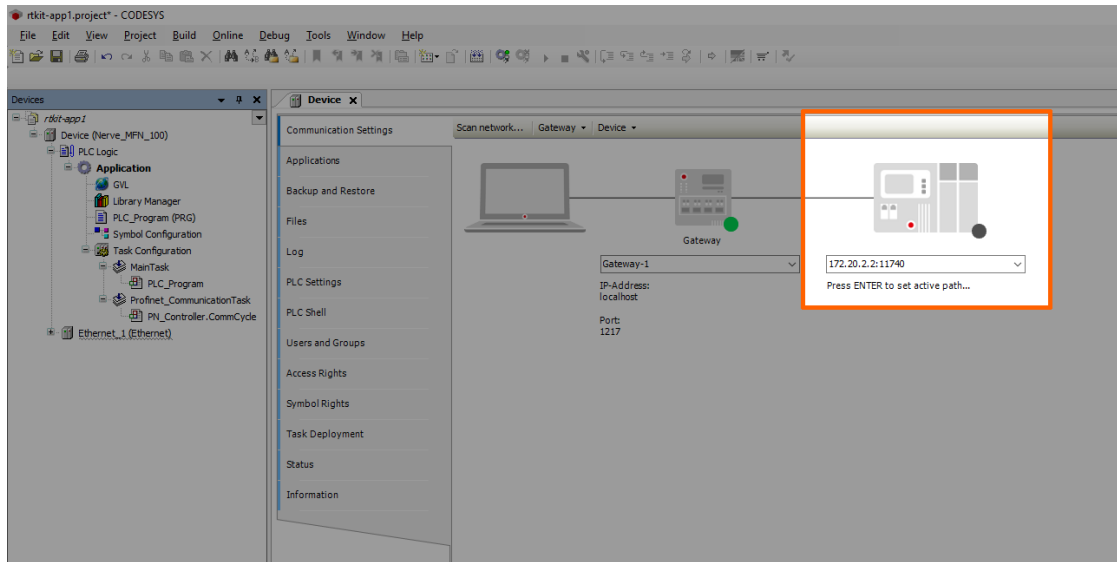 rtkit-app1.project* - CODESYS
File Edit View Project Build Online Debug Tools Window Help
Devices
rtkit-app1
Device (Nerve_MFN_100)
PLC Logic
Application
GVL
Library Manager
PLC_Program (PRG)
Symbol Configuration
Task Configuration
MainTask
PLC_Program
Profinet_CommunicationTask
PN_Controller.CommCycle
Ethernet_1 (Ethernet)
Device
Communication Settings
Applications
Backup and Restore
Files
Log
PLC Settings
PLC Shell
Users and Groups
Access Rights
Symbol Rights
Task Deployment
Status
Information
Scan network... Gateway Device
Gateway
Gateway-1
IP-Address:
localhost
Port:
1217
172.20.2.2:11740
Press ENTER to set active path...